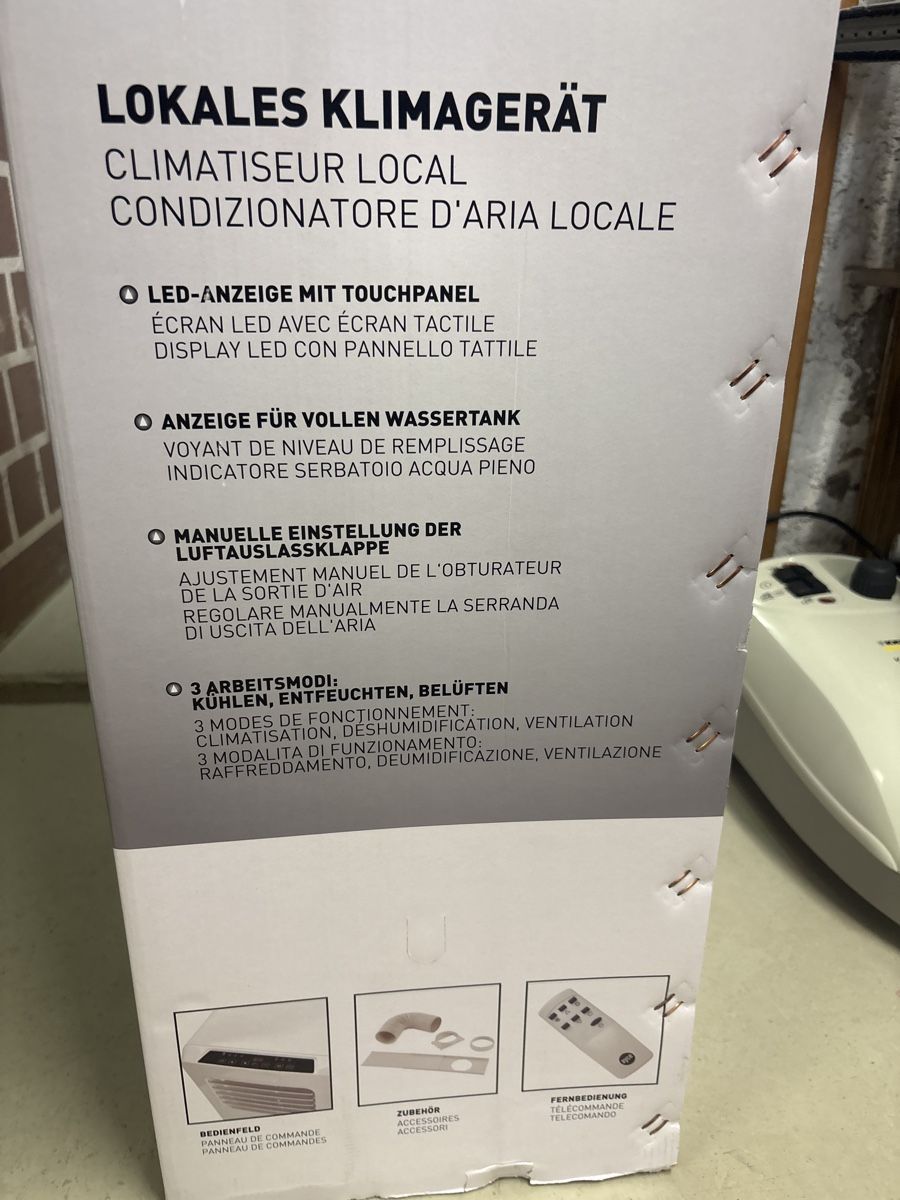 LOKALES KLIMAGERÄT
CLIMATISEUR LOCAL
CONDIZIONATORE D'ARIA LOCALE
LED-ANZEIGE MIT TOUCHPANEL
ÉCRAN LED AVEC ÉCRAN TACTILE
DISPLAY LED CON PANNELLO TATTILE
ANZEIGE FÜR VOLLEN WASSERTANK
VOYANT DE NIVEAU DE REMPLISSAGE
INDICATORE SERBATOIO ACQUA PIENO
MANUELLE EINSTELLUNG DER
LUFTAUSLASSKLAPPE
AJUSTEMENT MANUEL DE L'OBTURATEUR
DE LA SORTIE D'AIR
REGOLARE MANUALMENTE LA SERRANDA
DI USCITA DELL'ARIA
3 ARBEITSMODI:
KÜHLEN, ENTFEUCHTEN, BELÜFTEN
3 MODES DE FONCTIONNEMENT:
CLIMATISATION, DÉSHUMIDIFICATION, VENTILATION
3 MODALITA DI FUNZIONAMENTO:
RAFFREDDAMENTO, DEUMIDIFICAZIONE, VENTILAZIONE
BEDIENFELD
PANNEAU DE COMMANDE
PANNEAU DE COMMANDES
ZUBEHÖR
ACCESSOIRES
ACCESSORI
FERNBEDIENUNG
TÉLÉCOMMANDE
TELECOMANDO